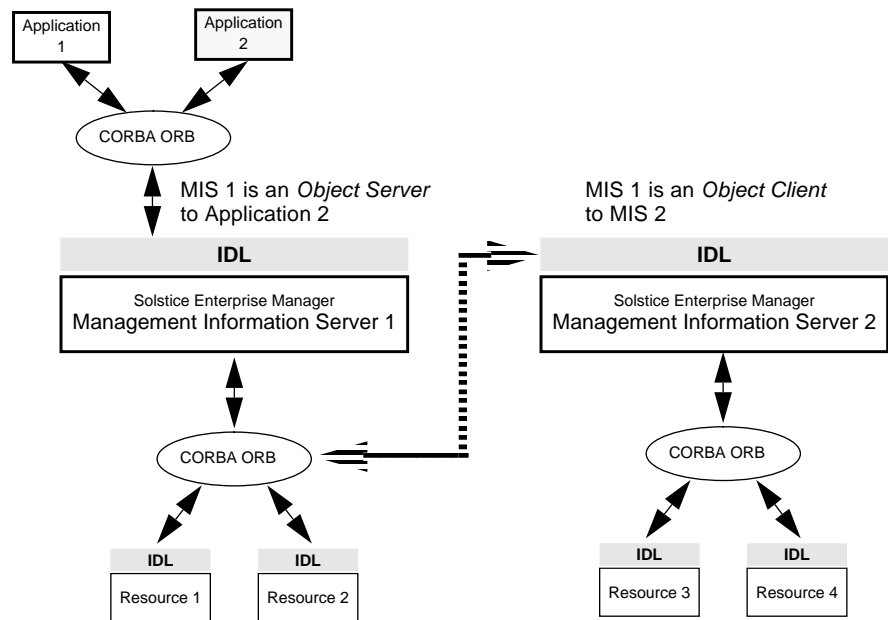 Application
1
Application
2
CORBA ORB
MIS 1 is an Object Server
to Application 2
MIS 1 is an Object Client
to MIS 2
IDL
IDL
Solstice Enterprise Manager
Management Information Server 1
Solstice Enterprise Manager
Management Information Server 2
CORBA ORB
CORBA ORB
IDL
IDL
IDL
IDL
Resource 1
Resource 2
Resource 3
Resource 4